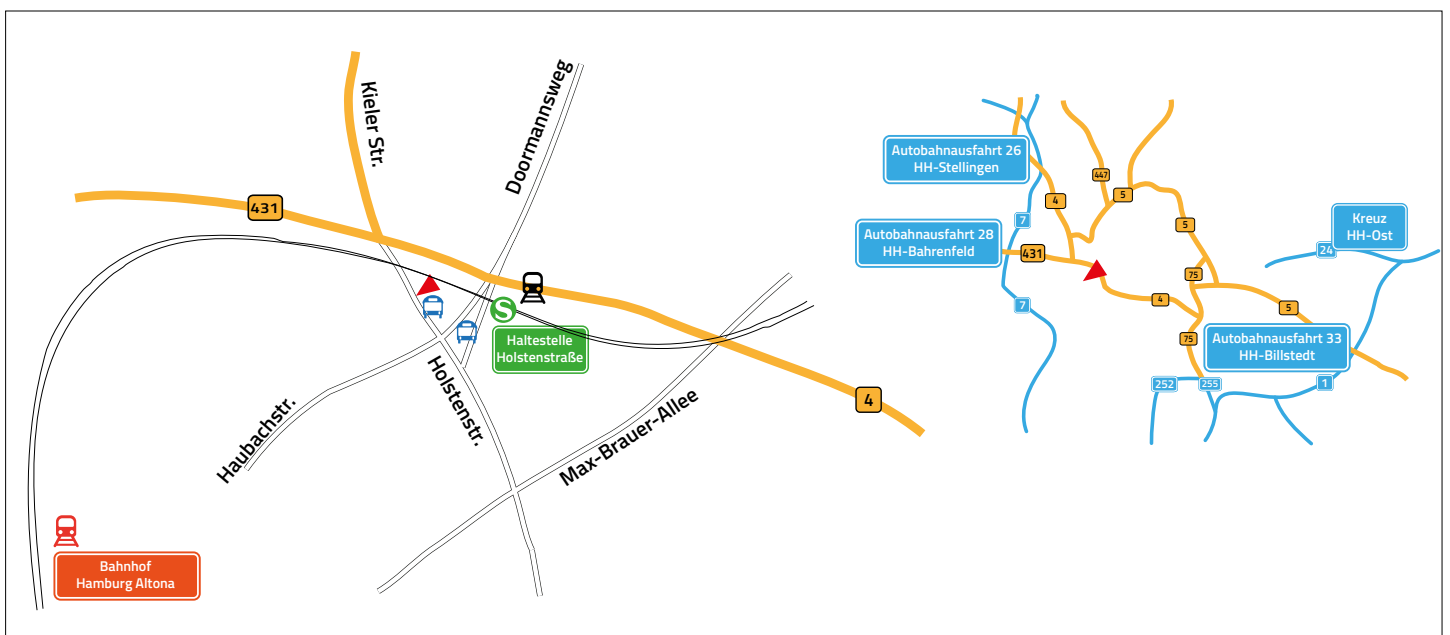 Kieler Str.
Doormannsweg
431
S
Haltestelle
Holstenstraße
Haubachstr.
Holstenstr.
Max-Brauer-Allee
4
Bahnhof
Hamburg Altona
Autobahnausfahrt 26
HH-Stellingen
447
4
5
7
5
Kreuz
HH-Ost
Autobahnausfahrt 28
HH-Bahrenfeld
431
24
75
7
4
5
75
Autobahnausfahrt 33
HH-Billstedt
252
255
1